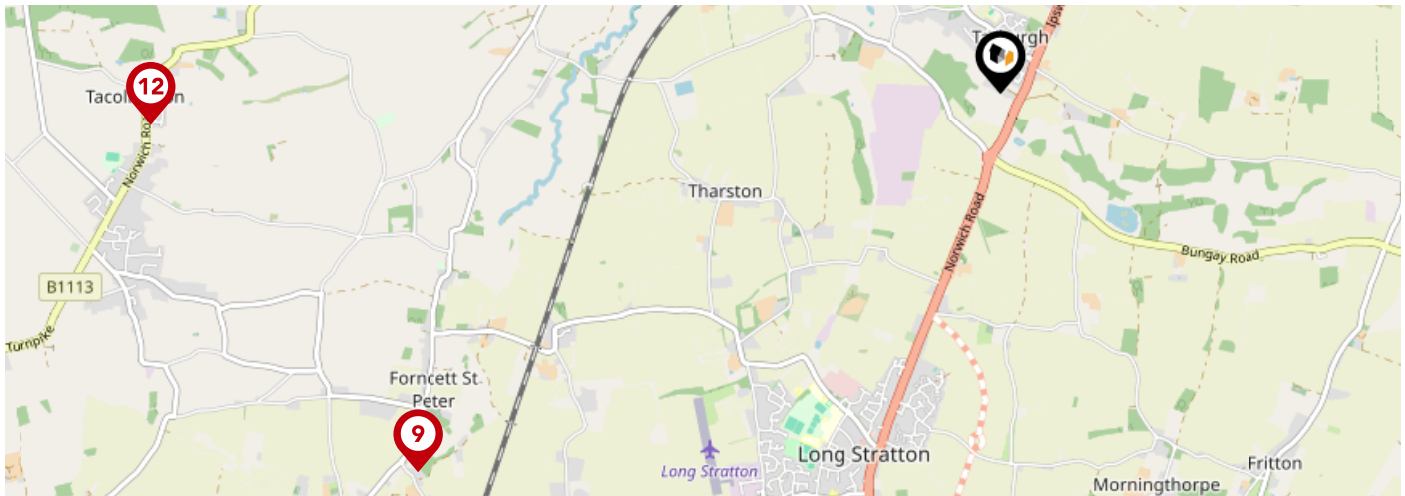 Ipsw
12
Norwich Road
Tharston
Norwich Road
Bungay Road
B1113
Turnpike
Forncett St
Peter
9
Long Stratton
Long Stratton
Fritton
Morningthorpe